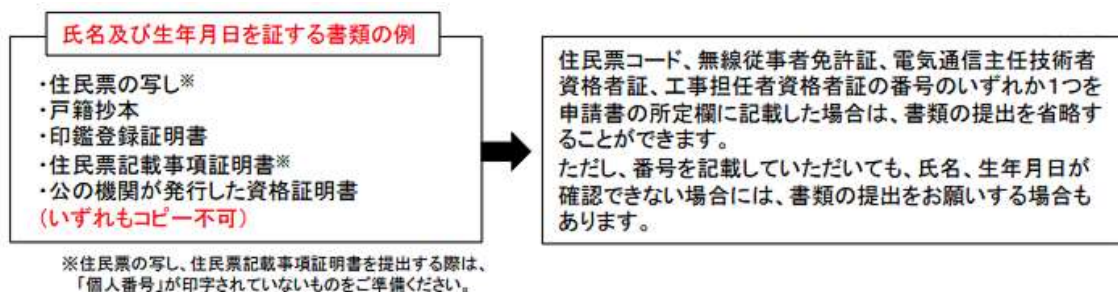 氏名及び生年月日を証する書類の例
・住民票の写し※
・戸籍抄本
・印鑑登録証明書
・住民票記載事項証明書※
・公の機関が発行した資格証明書
(いずれもコピー不可)
※住民票の写し、住民票記載事項証明書を提出する際は、
「個人番号」が印字されていないものをご準備ください。
住民票コード、無線従事者免許証、電気通信主任技術者
資格者証、工事担任者資格者証の番号のいずれか1つを
申請書の所定欄に記載した場合は、書類の提出を省略す
ることができます。
ただし、番号を記載していただいても、氏名、生年月日が
確認できない場合には、書類の提出をお願いする場合も
あります。